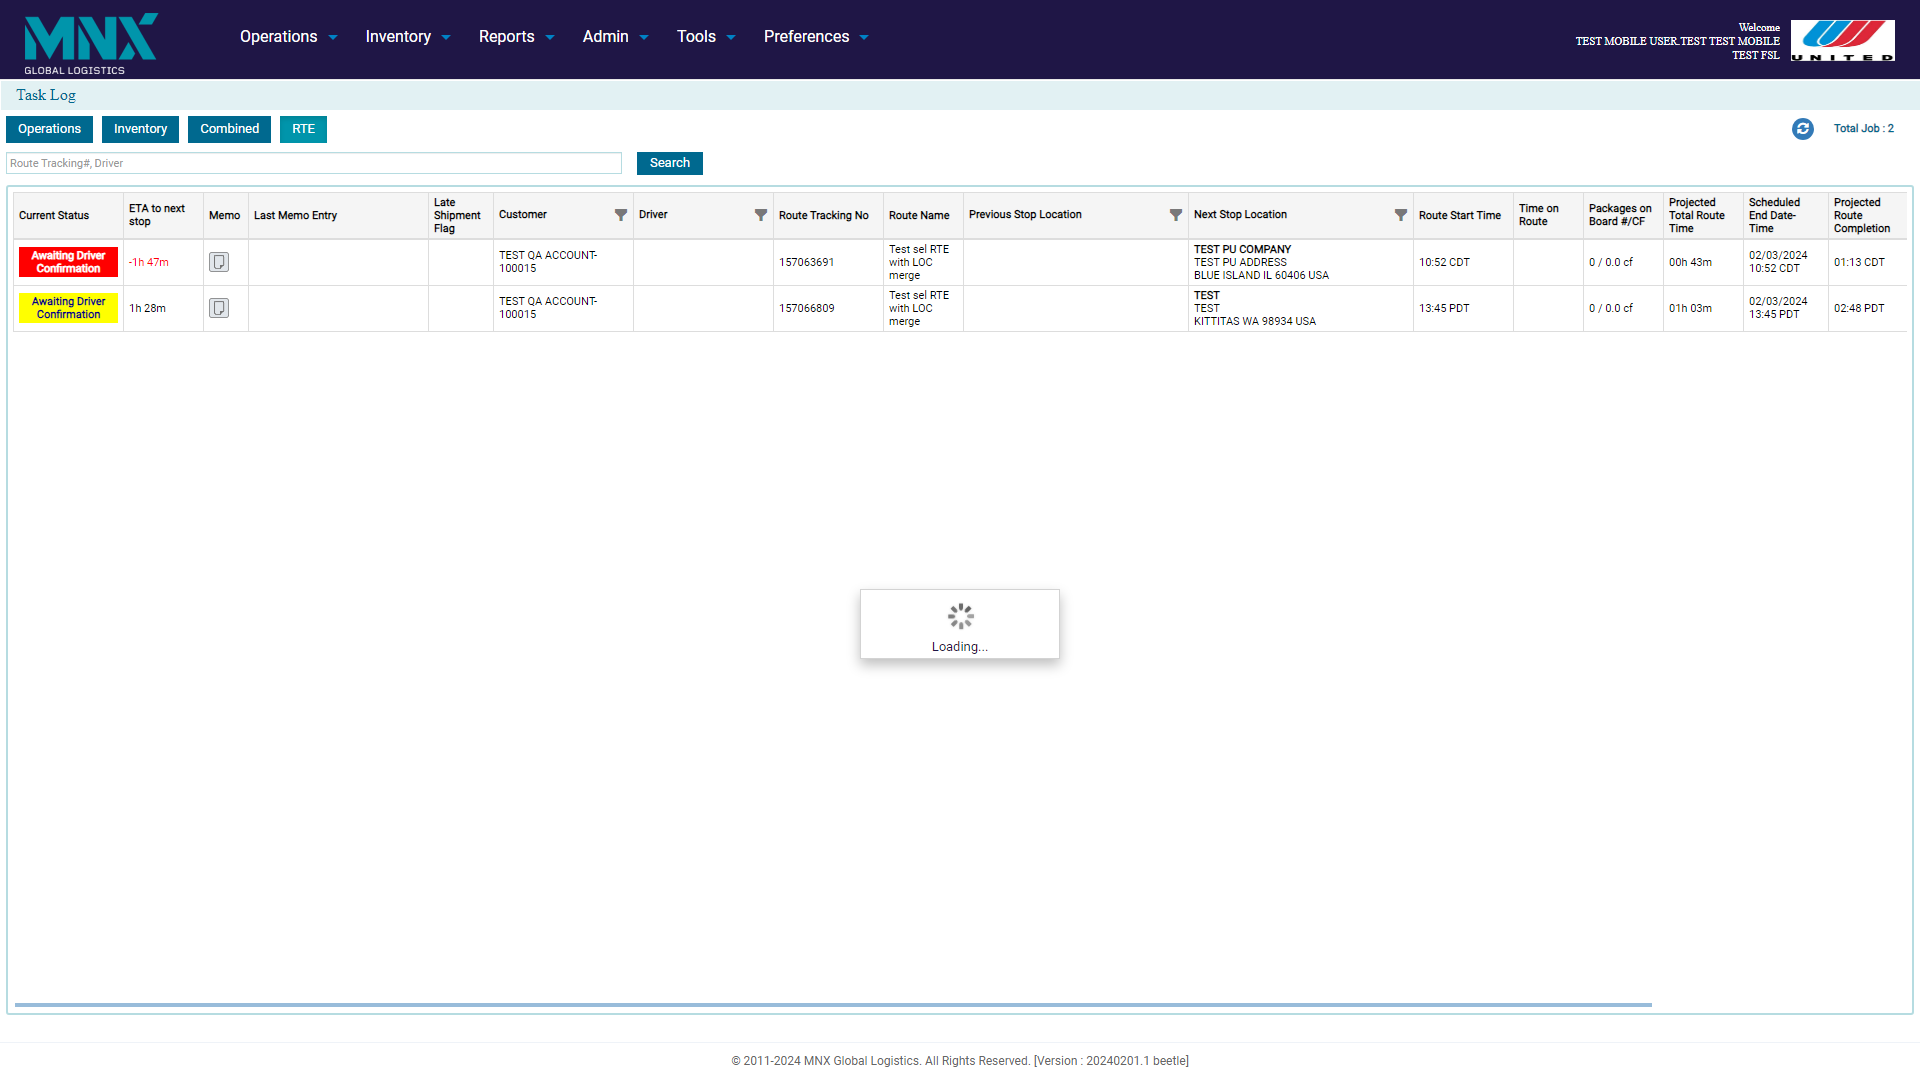 MNX
GLOBAL LOGISTICS
Operations Inventory Reports Admin Tools Preferences
Welcome
TEST MOBILE USER.TEST TEST MOBILE
TEST FSL
UNITED
Task Log
Operations Inventory Combined RTE
Total Job : 2
Route Tracking#, Driver
Search
Current Status
ETA to next
stop
Memo
Last Memo Entry
Late
Shipment
Flag
Customer
Driver
Route Tracking No
Route Name
Previous Stop Location
Next Stop Location
Route Start Time
Time on
Route
Packages on
Board #/CF
Projected
Total Route
Time
Scheduled
End Date-
Time
Projected
Route
Completion
Awaiting Driver
Confirmation
-1h 47m
TEST QA ACCOUNT-
100015
157063691
Test sel RTE
with LOC
merge
TEST PU COMPANY
TEST PU ADDRESS
BLUE ISLAND IL 60406 USA
10:52 CDT
0 / 0.0 cf
00h 43m
02/03/2024
10:52 CDT
01:13 CDT
Awaiting Driver
Confirmation
1h 28m
TEST QA ACCOUNT-
100015
157066809
Test sel RTE
with LOC
merge
TEST
TEST
KITTITAS WA 98934 USA
13:45 PDT
0 / 0.0 cf
01h 03m
02/03/2024
13:45 PDT
02:48 PDT
Loading...
© 2011-2024 MNX Global Logistics. All Rights Reserved. [Version : 20240201.1 beetle]